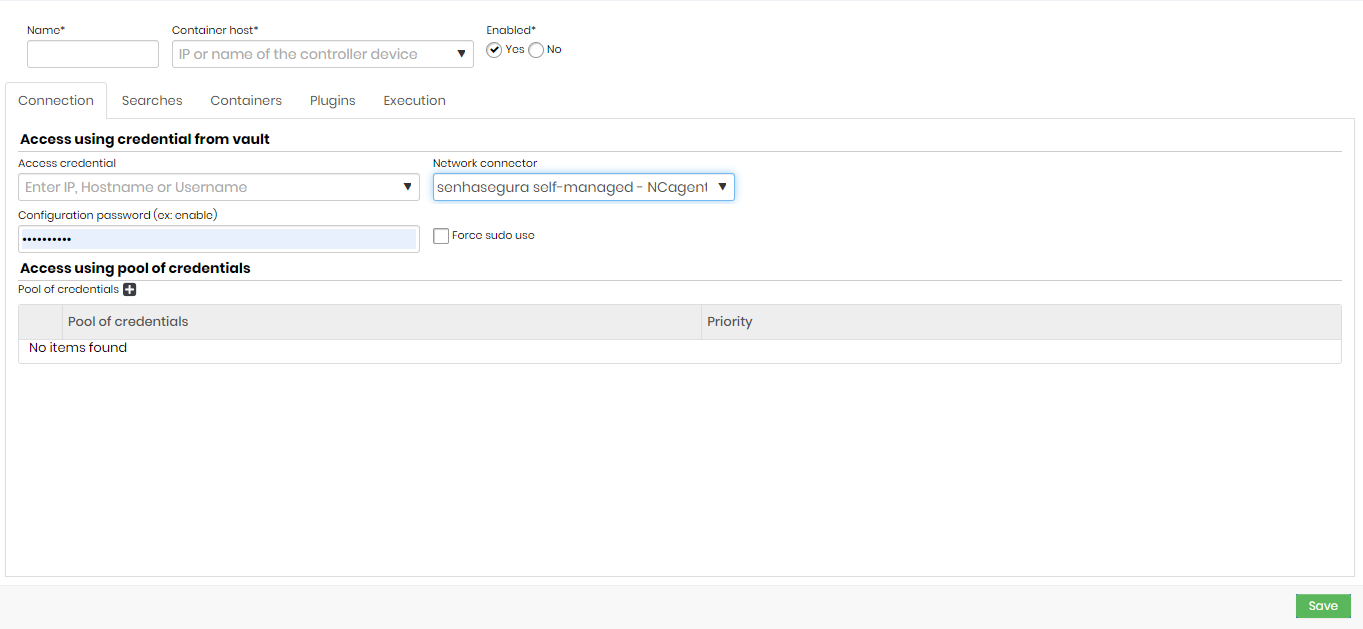 Name* Container host* Enabled*
IP or name of the controller device Yes No
Connection Searches Containers Plugins Execution
Access using credential from vault
Access credential Network connector
Enter IP, Hostname or Username senhasegura self-managed - NCagent
Configuration password (ex: enable)
•••••••••• Force sudo use
Access using pool of credentials
Pool of credentials
Pool of credentials Priority
No items found
Save